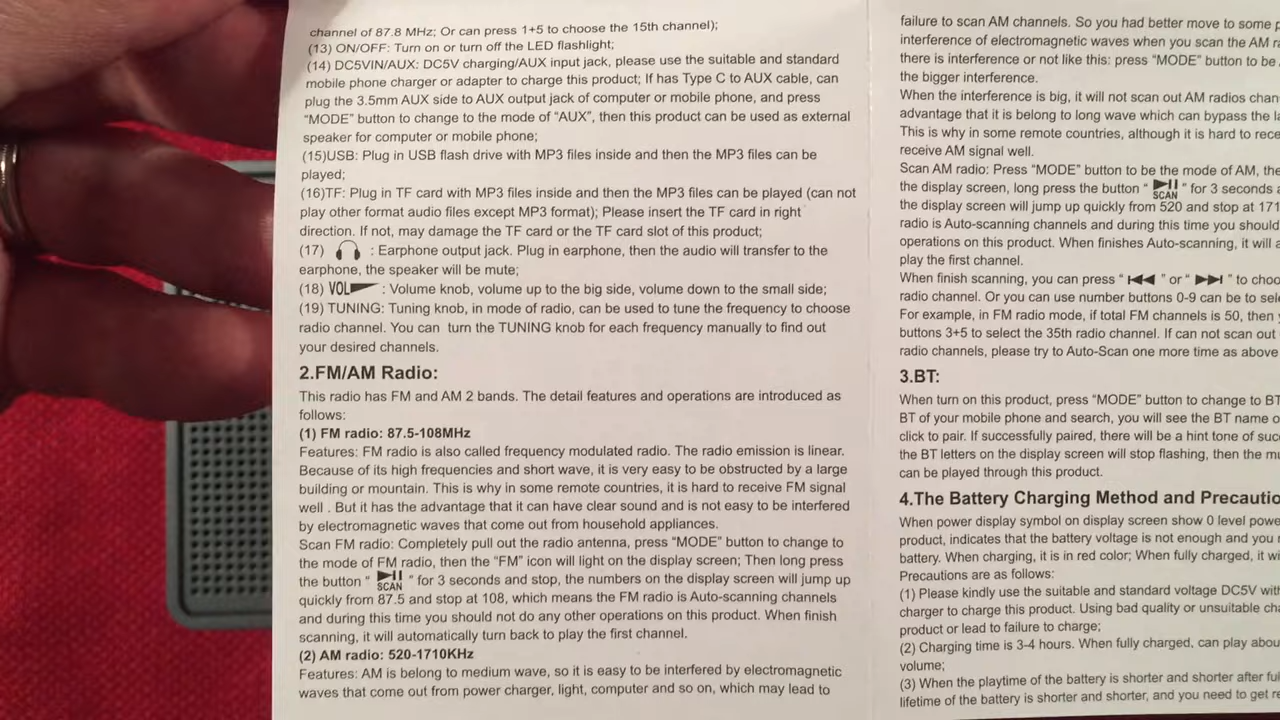 channel of 87.8 MHz; Or can press 1+5 to choose the 15th channel);
(13) ON/OFF: Turn on or turn off the LED flashlight;
(14) DC5VIN/AUX: DC5V charging/AUX input jack, please use the suitable and standard
mobile phone charger or adapter to charge this product; If has Type C to AUX cable, can
plug the 3.5mm AUX side to AUX output jack of computer or mobile phone, and press
“MODE” button to change to the mode of “AUX”, then this product can be used as external
speaker for computer or mobile phone;
(15)USB: Plug in USB flash drive with MP3 files inside and then the MP3 files can be
played;
(16)TF: Plug in TF card with MP3 files inside and then the MP3 files can be played (can not
play other format audio files except MP3 format); Please insert the TF card in right
direction. If not, may damage the TF card or the TF card slot of this product;
(17) : Earphone output jack. Plug in earphone, then the audio will transfer to the
earphone, the speaker will be mute;
(18) VOL : Volume knob, volume up to the big side, volume down to the small side;
(19) TUNING: Tuning knob, in mode of radio, can be used to tune the frequency to choose
radio channel. You can turn the TUNING knob for each frequency manually to find out
your desired channels.
2.FM/AM Radio:
This radio has FM and AM 2 bands. The detail features and operations are introduced as
follows:
(1) FM radio: 87.5-108MHz
Features: FM radio is also called frequency modulated radio. The radio emission is linear.
Because of its high frequencies and short wave, it is very easy to be obstructed by a large
building or mountain. This is why in some remote countries, it is hard to receive FM signal
well . But it has the advantage that it can have clear sound and is not easy to be interfered
by electromagnetic waves that come out from household appliances.
Scan FM radio: Completely pull out the radio antenna, press “MODE” button to change to
the mode of FM radio, then the “FM” icon will light on the display screen; Then long press
the button “ SCAN ” for 3 seconds and stop, the numbers on the display screen will jump up
quickly from 87.5 and stop at 108, which means the FM radio is Auto-scanning channels
and during this time you should not do any other operations on this product. When finish
scanning, it will automatically turn back to play the first channel.
(2) AM radio: 520-1710KHz
Features: AM is belong to medium wave, so it is easy to be interfered by electromagnetic
waves that come out from power charger, light, computer and so on, which may lead to
failure to scan AM channels. So you had better move to some
interference of electromagnetic waves when you scan the AM
there is interference or not like this: press “MODE” button to be
the bigger interference.
When the interference is big, it will not scan out AM radios
advantage that it is belong to long wave which can bypass the
This is why in some remote countries, although it is hard to
receive AM signal well.
Scan AM radio: Press “MODE” button to be the mode of AM,
the display screen, long press the button “ SCAN ” for 3 seconds
the display screen will jump up quickly from 520 and stop at
radio is Auto-scanning channels and during this time you should
operations on this product. When finishes Auto-scanning, it will
play the first channel.
When finish scanning, you can press “ ” or “ ” to
radio channel. Or you can use number buttons 0-9 can be to
For example, in FM radio mode, if total FM channels is 50, then
buttons 3+5 to select the 35th radio channel. If can not scan out
radio channels, please try to Auto-Scan one more time as above
3.BT:
When turn on this product, press “MODE” button to change to BT
BT of your mobile phone and search, you will see the BT name
click to pair. If successfully paired, there will be a hint tone of
the BT letters on the display screen will stop flashing, then the
can be played through this product.
4.The Battery Charging Method and
When power display symbol on display screen show 0 level
product, indicates that the battery voltage is not enough and you
battery. When charging, it is in red color; When fully charged, it
Precautions are as follows:
(1) Please kindly use the suitable and standard voltage DC5V
charger to charge this product. Using bad quality or unsuitable
product or lead to failure to charge;
(2) Charging time is 3-4 hours. When fully charged, can play
volume;
(3) When the playtime of the battery is shorter and shorter after
lifetime of the battery is shorter and shorter, and you need to get